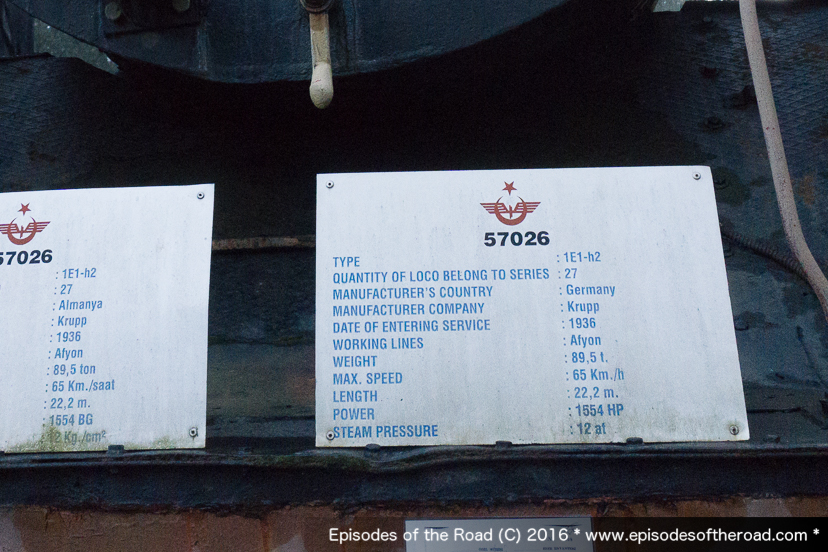 57026
: 1E1-h2
: 27
: Almanya
: Krupp
: 1936
: Afyon
: 89,5 ton
: 65 Km./saat
: 22,2 m.
: 1554 BG
: 12 Kg./cm²
57026
TYPE : 1E1-h2
QUANTITY OF LOCO BELONG TO SERIES : 27
MANUFACTURER'S COUNTRY : Germany
MANUFACTURER COMPANY : Krupp
DATE OF ENTERING SERVICE : 1936
WORKING LINES : Afyon
WEIGHT : 89,5 t.
MAX. SPEED : 65 Km./h
LENGTH : 22,2 m.
POWER : 1554 HP
STEAM PRESSURE : 12 at
Episodes of the Road (C) 2016 * www.episodesoftheroad.com *